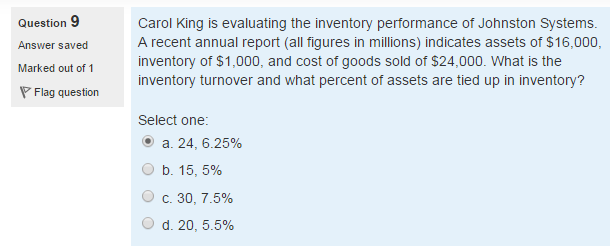 Question 9
Answer saved
Marked out of 1
Flag question
Carol King is evaluating the inventory performance of Johnston Systems.
A recent annual report (all figures in millions) indicates assets of $16,000,
inventory of $1,000, and cost of goods sold of $24,000. What is the
inventory turnover and what percent of assets are tied up in inventory?
Select one:
a. 24, 6.25%
b. 15, 5%
c. 30, 7.5%
d. 20, 5.5%